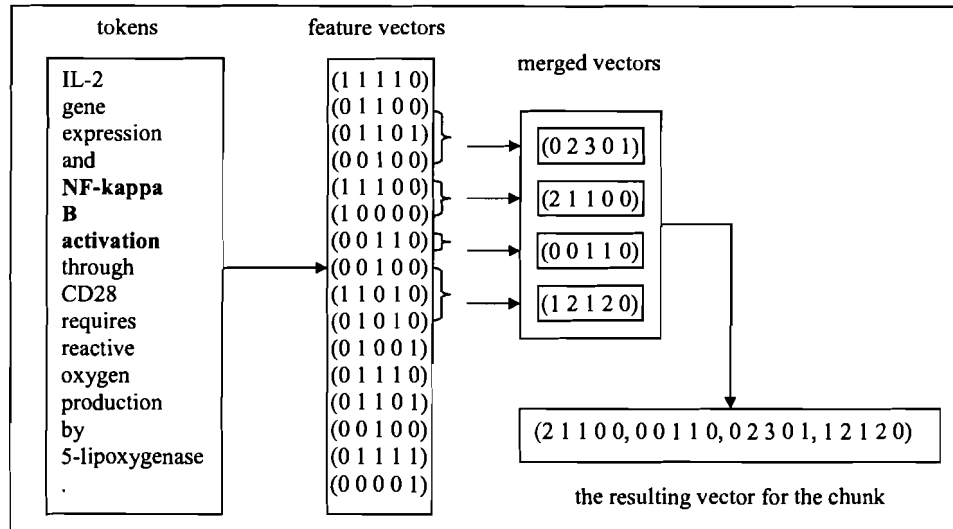 tokens
feature vectors
merged vectors
IL-2
gene
expression
and
NF-kappa
B
activation
through
CD28
requires
reactive
oxygen
production
by
5-lipoxygenase
.
(1 1 1 1 0)
(0 1 1 0 0)
(0 1 1 0 1)
(0 0 1 0 0)
(1 1 1 0 0)
(1 0 0 0 0)
(0 0 1 1 0)
(0 0 1 0 0)
(1 1 0 1 0)
(0 1 0 1 0)
(0 1 0 0 1)
(0 1 1 1 0)
(0 1 1 0 1)
(0 0 1 0 0)
(0 1 1 1 1)
(0 0 0 0 1)
(0 2 3 0 1)
(2 1 1 0 0)
(0 0 1 1 0)
(1 2 1 2 0)
(2 1 1 0 0, 0 0 1 1 0, 0 2 3 0 1, 1 2 1 2 0)
the resulting vector for the chunk